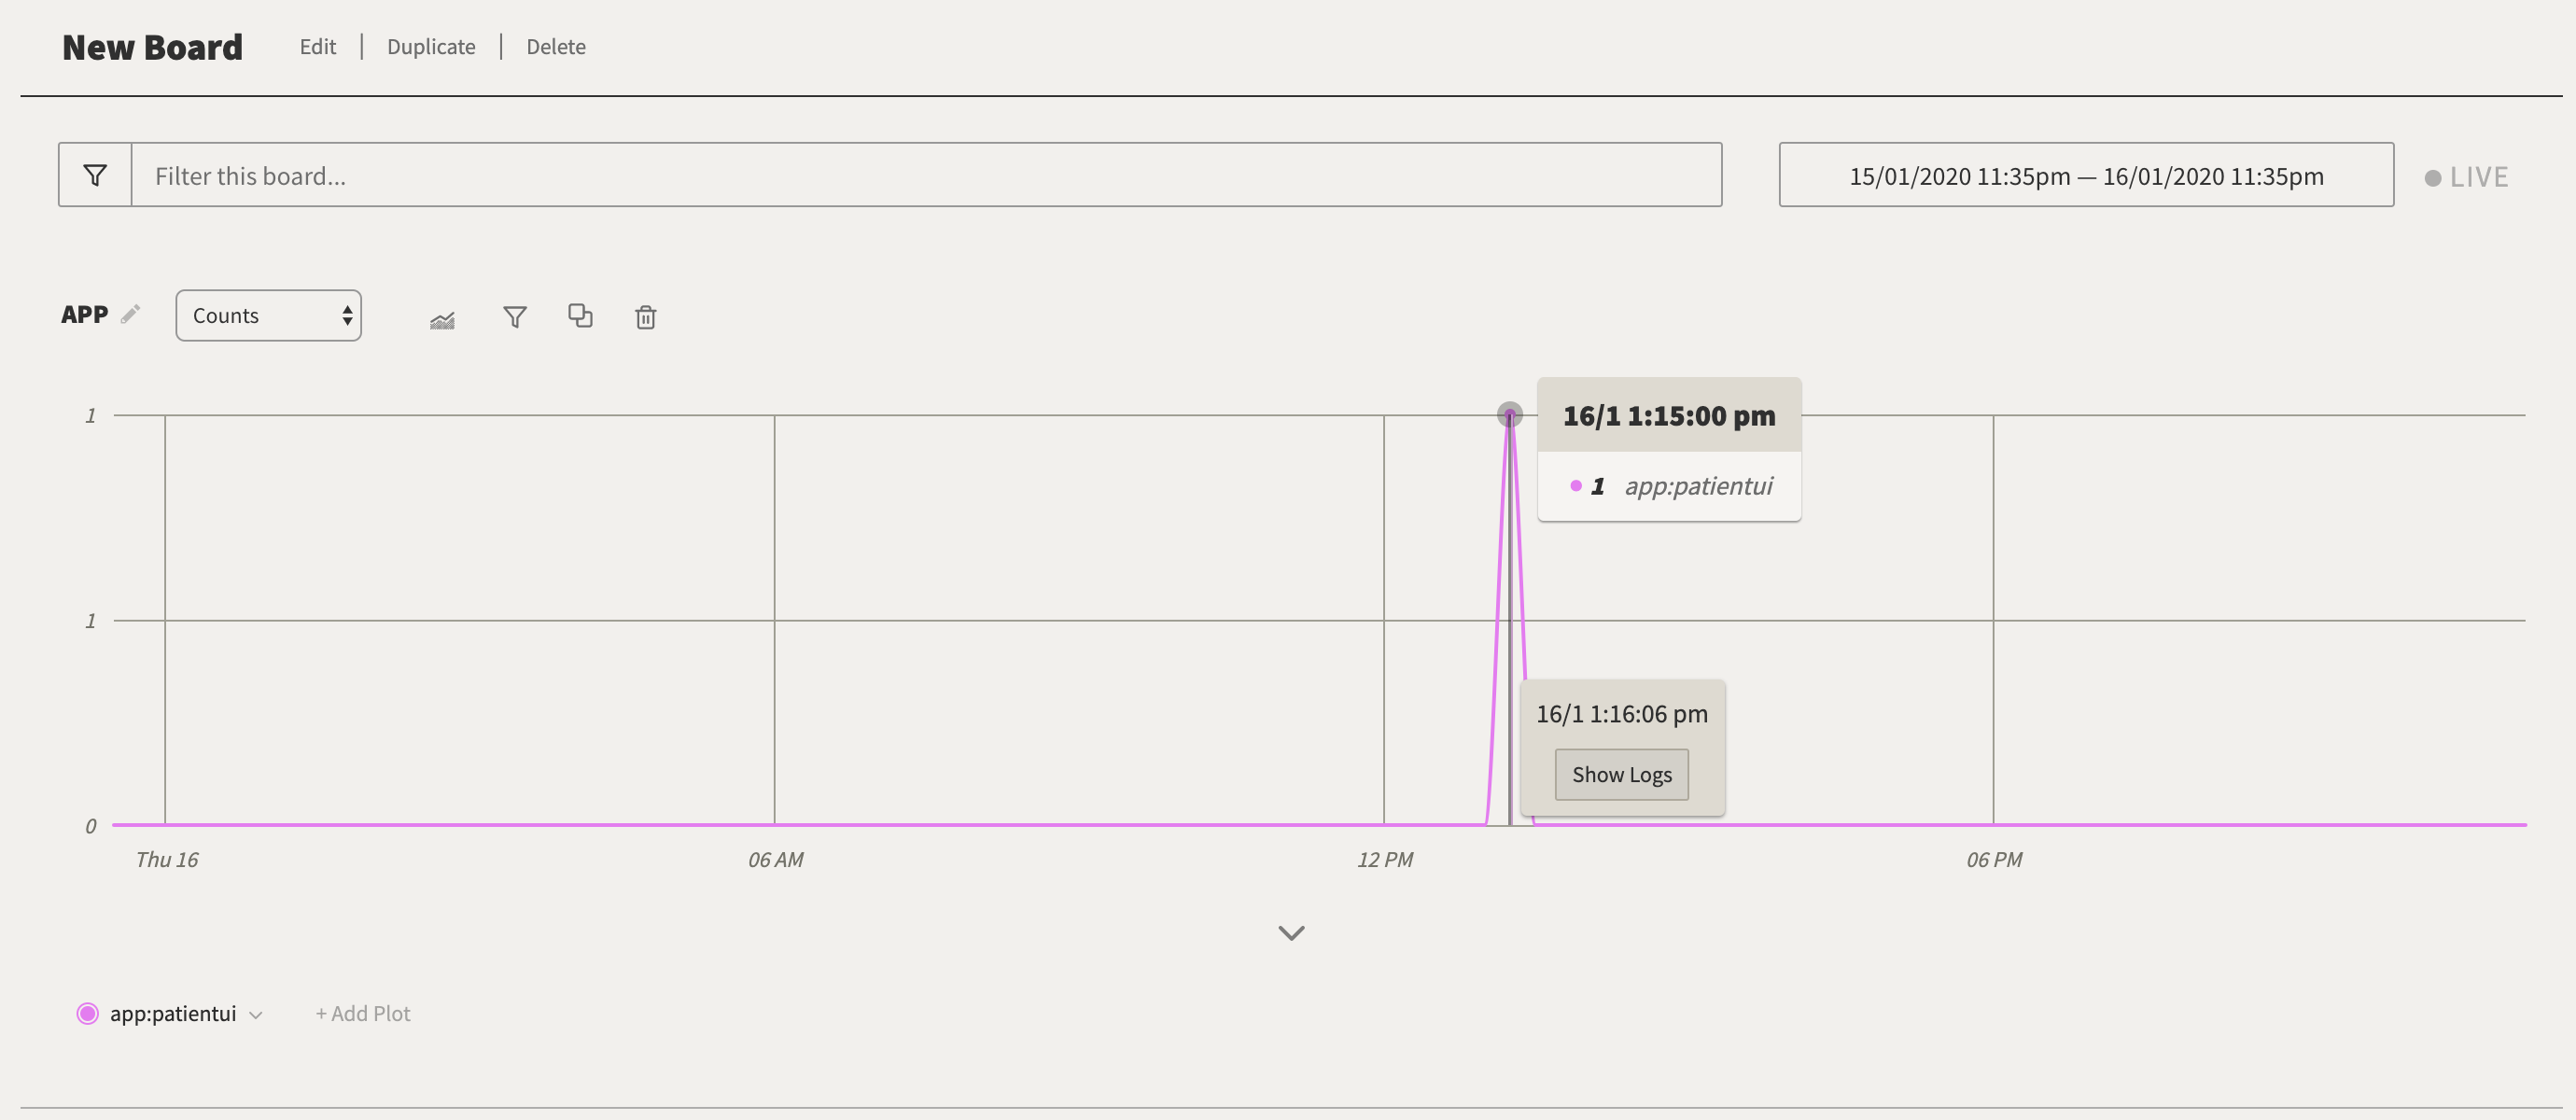 New Board Edit | Duplicate | Delete
Filter this board... 15/01/2020 11:35pm — 16/01/2020 11:35pm LIVE
APP Counts
1
16/1 1:15:00 pm
1 app:patientui
1
16/1 1:16:06 pm
Show Logs
0
Thu 16 06 AM 12 PM 06 PM
app:patientui + Add Plot